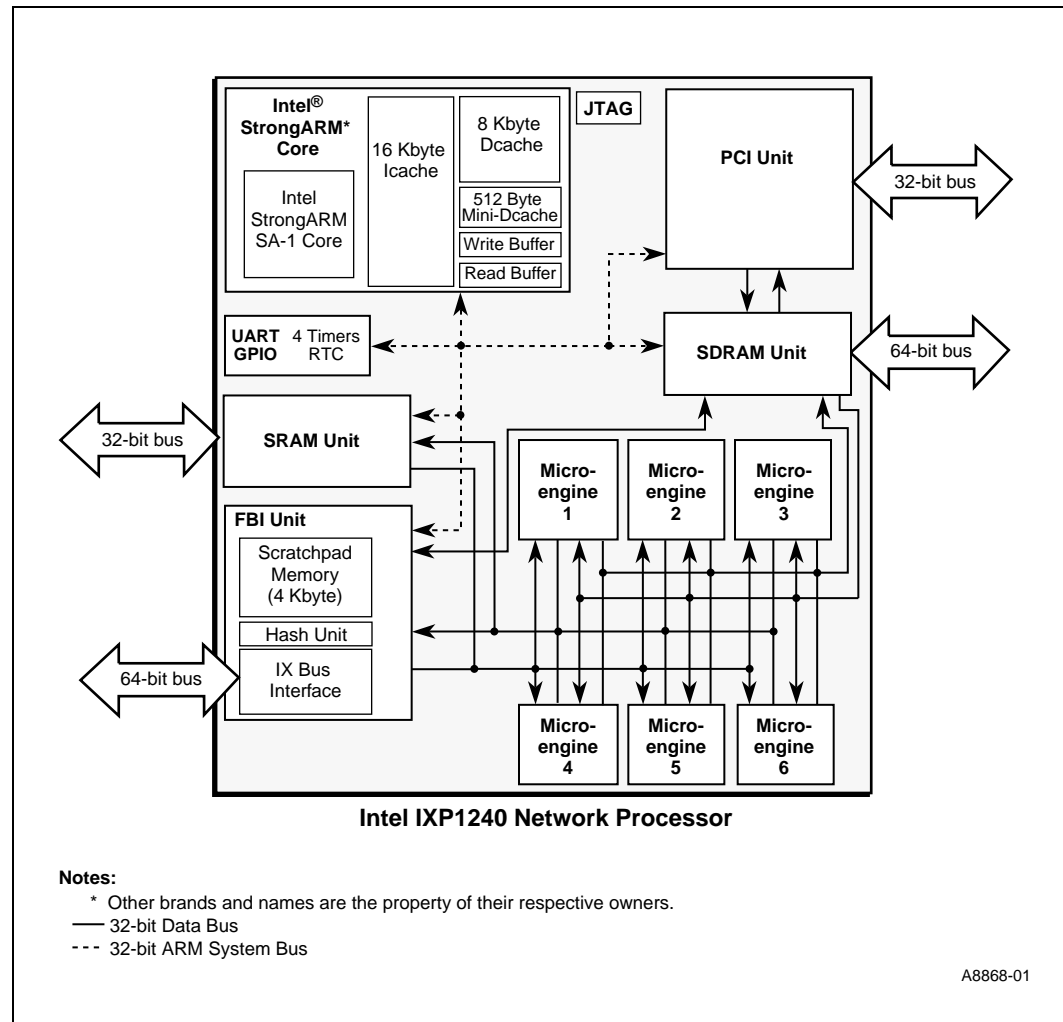 Intel®
StrongARM*
Core
Intel
StrongARM
SA-1 Core
16 Kbyte
Icache
8 Kbyte
Dcache
512 Byte
Mini-Dcache
Write Buffer
Read Buffer
JTAG
PCI Unit
32-bit bus
UART
GPIO
4 Timers
RTC
SDRAM Unit
64-bit bus
32-bit bus
SRAM Unit
FBI Unit
Scratchpad
Memory
(4 Kbyte)
Hash Unit
IX Bus
Interface
64-bit bus
Micro-
engine
1
Micro-
engine
2
Micro-
engine
3
Micro-
engine
4
Micro-
engine
5
Micro-
engine
6
Intel IXP1240 Network Processor
Notes:
* Other brands and names are the property of their respective owners.
32-bit Data Bus
32-bit ARM System Bus
A8868-01